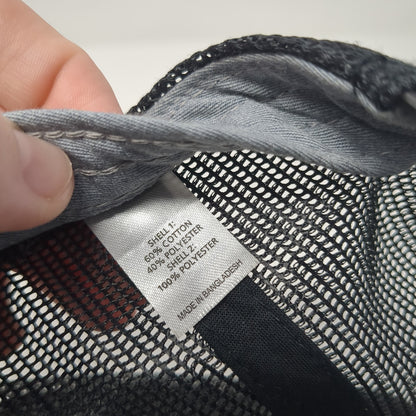 SHELL 1:
60% COTTON
40% POLYESTER
SHELL 2:
100% POLYESTER
MADE IN BANGLADESH